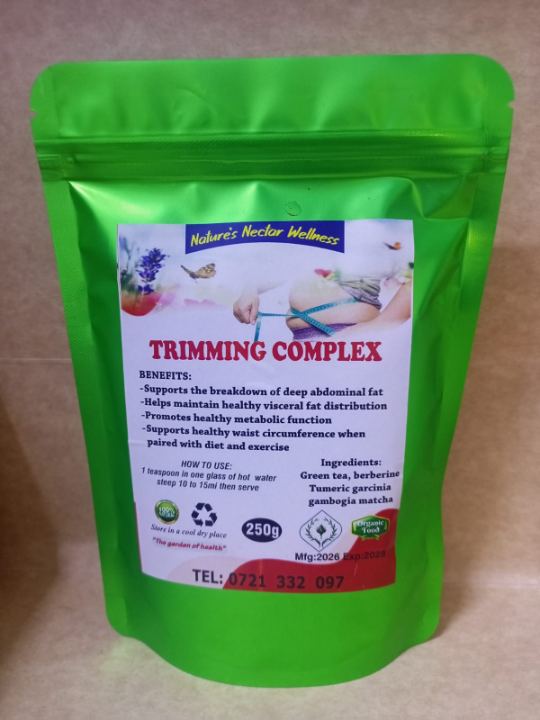 Nature's Nectar Wellness
TRIMMING COMPLEX
BENEFITS:
-Supports the breakdown of deep abdominal fat
-Helps maintain healthy visceral fat distribution
-Promotes healthy metabolic function
-Supports healthy waist circumference when
paired with diet and exercise
HOW TO USE:
1 teaspoon in one glass of hot water
steep 10 to 15ml then serve
Ingredients:
Green tea, berberine
Tumeric garcinia
gambogia matcha
100%
Store in a cool dry place
"The garden of health"
250g
Organic
Food
Mfg:2026 Exp:2028
TEL: 0721 332 097